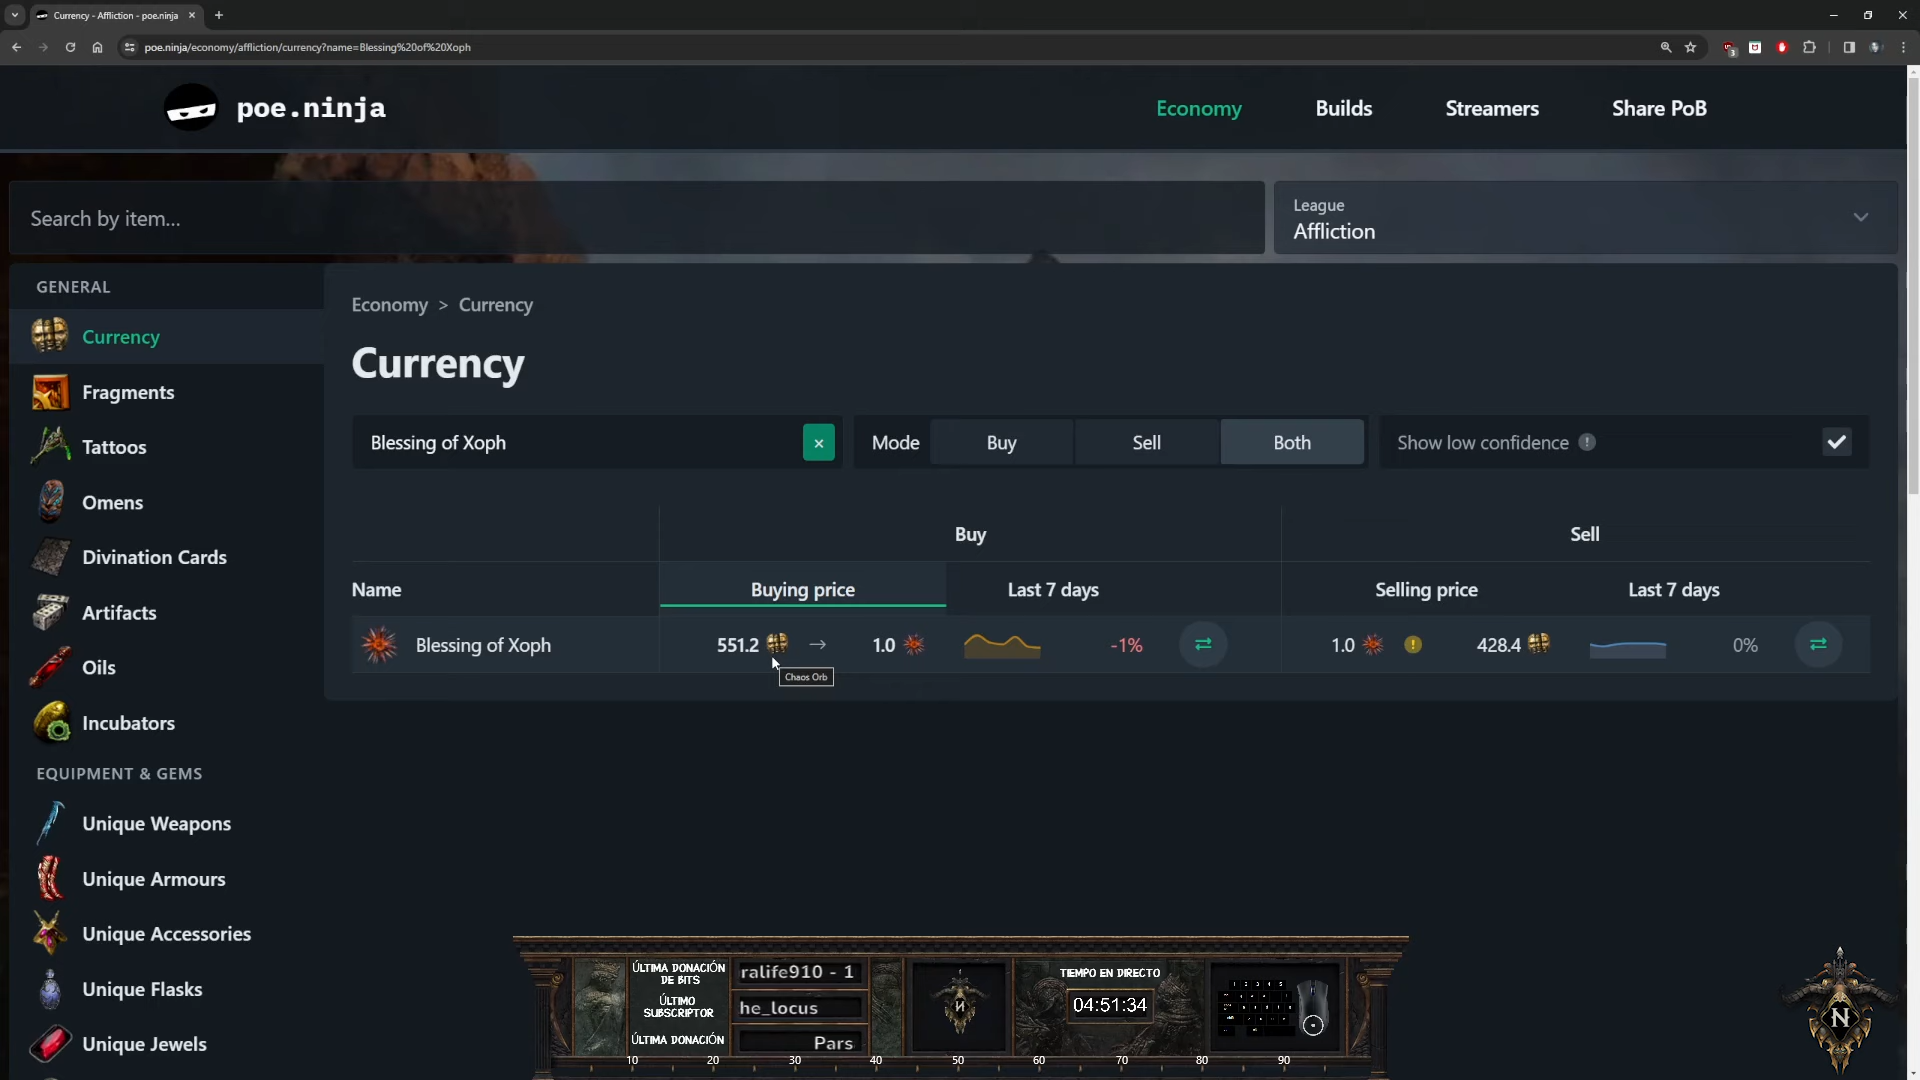 Currency - Affliction - poe.ninja
poe.ninja/economy/affliction/currency?name=Blessing%20of%20Xoph
3
poe.ninja
Economy
Builds
Streamers
Share PoB
Search by item...
League
Affliction
GENERAL
Currency
Fragments
Tattoos
Omens
Divination Cards
Artifacts
Oils
Incubators
EQUIPMENT & GEMS
Unique Weapons
Unique Armours
Unique Accessories
Unique Flasks
Unique Jewels
Economy > Currency
Currency
Blessing of Xoph
Mode Buy Sell Both
Show low confidence
Buy Sell
Name Buying price Last 7 days Selling price Last 7 days
Blessing of Xoph 551.2 → 1.0 -1% 1.0 428.4 0%
Chaos Orb
ÚLTIMA DONACIÓN
DE BITS
ralife910 - 1
ÚLTIMO
SUBSCRIPTOR
he_locus
ÚLTIMA DONACIÓN
Pars
TIEMPO EN DIRECTO
04:51:34
10 20 30 40 50 60 70 80 90
N